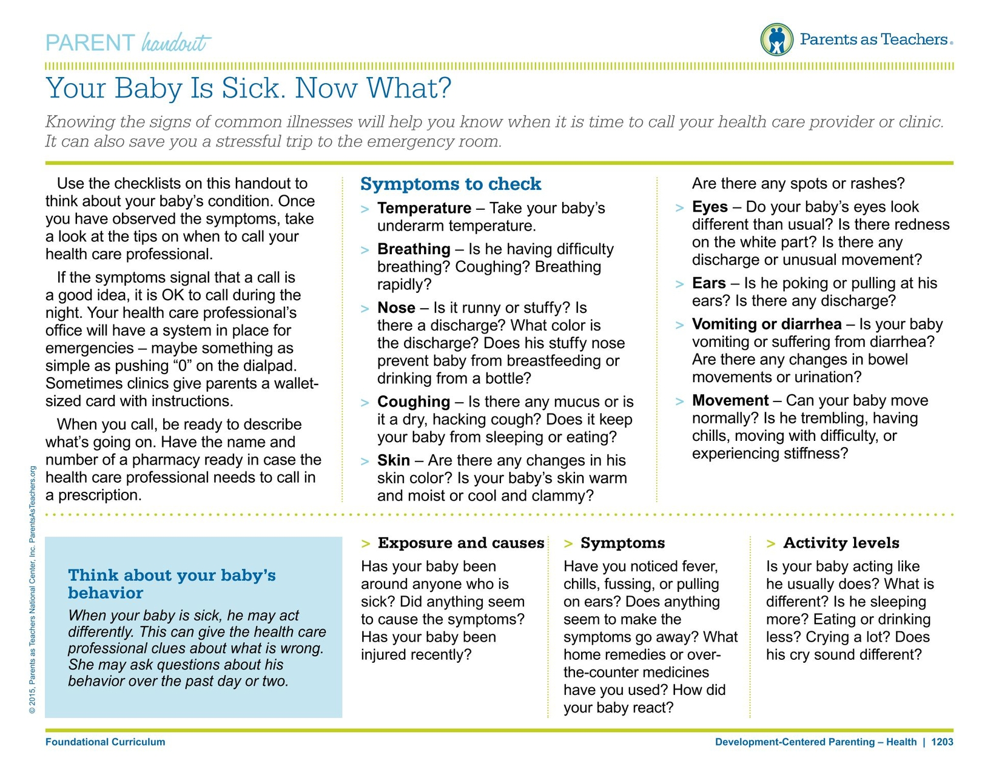 PARENT handout
Parents as Teachers®
Your Baby Is Sick. Now What?
Knowing the signs of common illnesses will help you know when it is time to call your health care provider or clinic.
It can also save you a stressful trip to the emergency room.
Use the checklists on this handout to
think about your baby’s condition. Once
you have observed the symptoms, take
a look at the tips on when to call your
health care professional.
If the symptoms signal that a call is
a good idea, it is OK to call during the
night. Your health care professional’s
office will have a system in place for
emergencies – maybe something as
simple as pushing “0” on the dialpad.
Sometimes clinics give parents a wallet-
sized card with instructions.
When you call, be ready to describe
what’s going on. Have the name and
number of a pharmacy ready in case the
health care professional needs to call in
a prescription.
Symptoms to check
> Temperature – Take your baby’s
underarm temperature.
> Breathing – Is he having difficulty
breathing? Coughing? Breathing
rapidly?
> Nose – Is it runny or stuffy? Is
there a discharge? What color is
the discharge? Does his stuffy nose
prevent baby from breastfeeding or
drinking from a bottle?
> Coughing – Is there any mucus or is
it a dry, hacking cough? Does it keep
your baby from sleeping or eating?
> Skin – Are there any changes in his
skin color? Is your baby’s skin warm
and moist or cool and clammy?
Are there any spots or rashes?
> Eyes – Do your baby’s eyes look
different than usual? Is there redness
on the white part? Is there any
discharge or unusual movement?
> Ears – Is he poking or pulling at his
ears? Is there any discharge?
> Vomiting or diarrhea – Is your baby
vomiting or suffering from diarrhea?
Are there any changes in bowel
movements or urination?
> Movement – Can your baby move
normally? Is he trembling, having
chills, moving with difficulty, or
experiencing stiffness?
Think about your baby’s
behavior
When your baby is sick, he may act
differently. This can give the health care
professional clues about what is wrong.
She may ask questions about his
behavior over the past day or two.
> Exposure and causes
Has your baby been
around anyone who is
sick? Did anything seem
to cause the symptoms?
Has your baby been
injured recently?
> Symptoms
Have you noticed fever,
chills, fussing, or pulling
on ears? Does anything
seem to make the
symptoms go away? What
home remedies or over-
the-counter medicines
have you used? How did
your baby react?
> Activity levels
Is your baby acting like
he usually does? What is
different? Is he sleeping
more? Eating or drinking
less? Crying a lot? Does
his cry sound different?
© 2015, Parents as Teachers National Center, Inc. ParentsAsTeachers.org
Foundational Curriculum
Development-Centered Parenting – Health | 1203